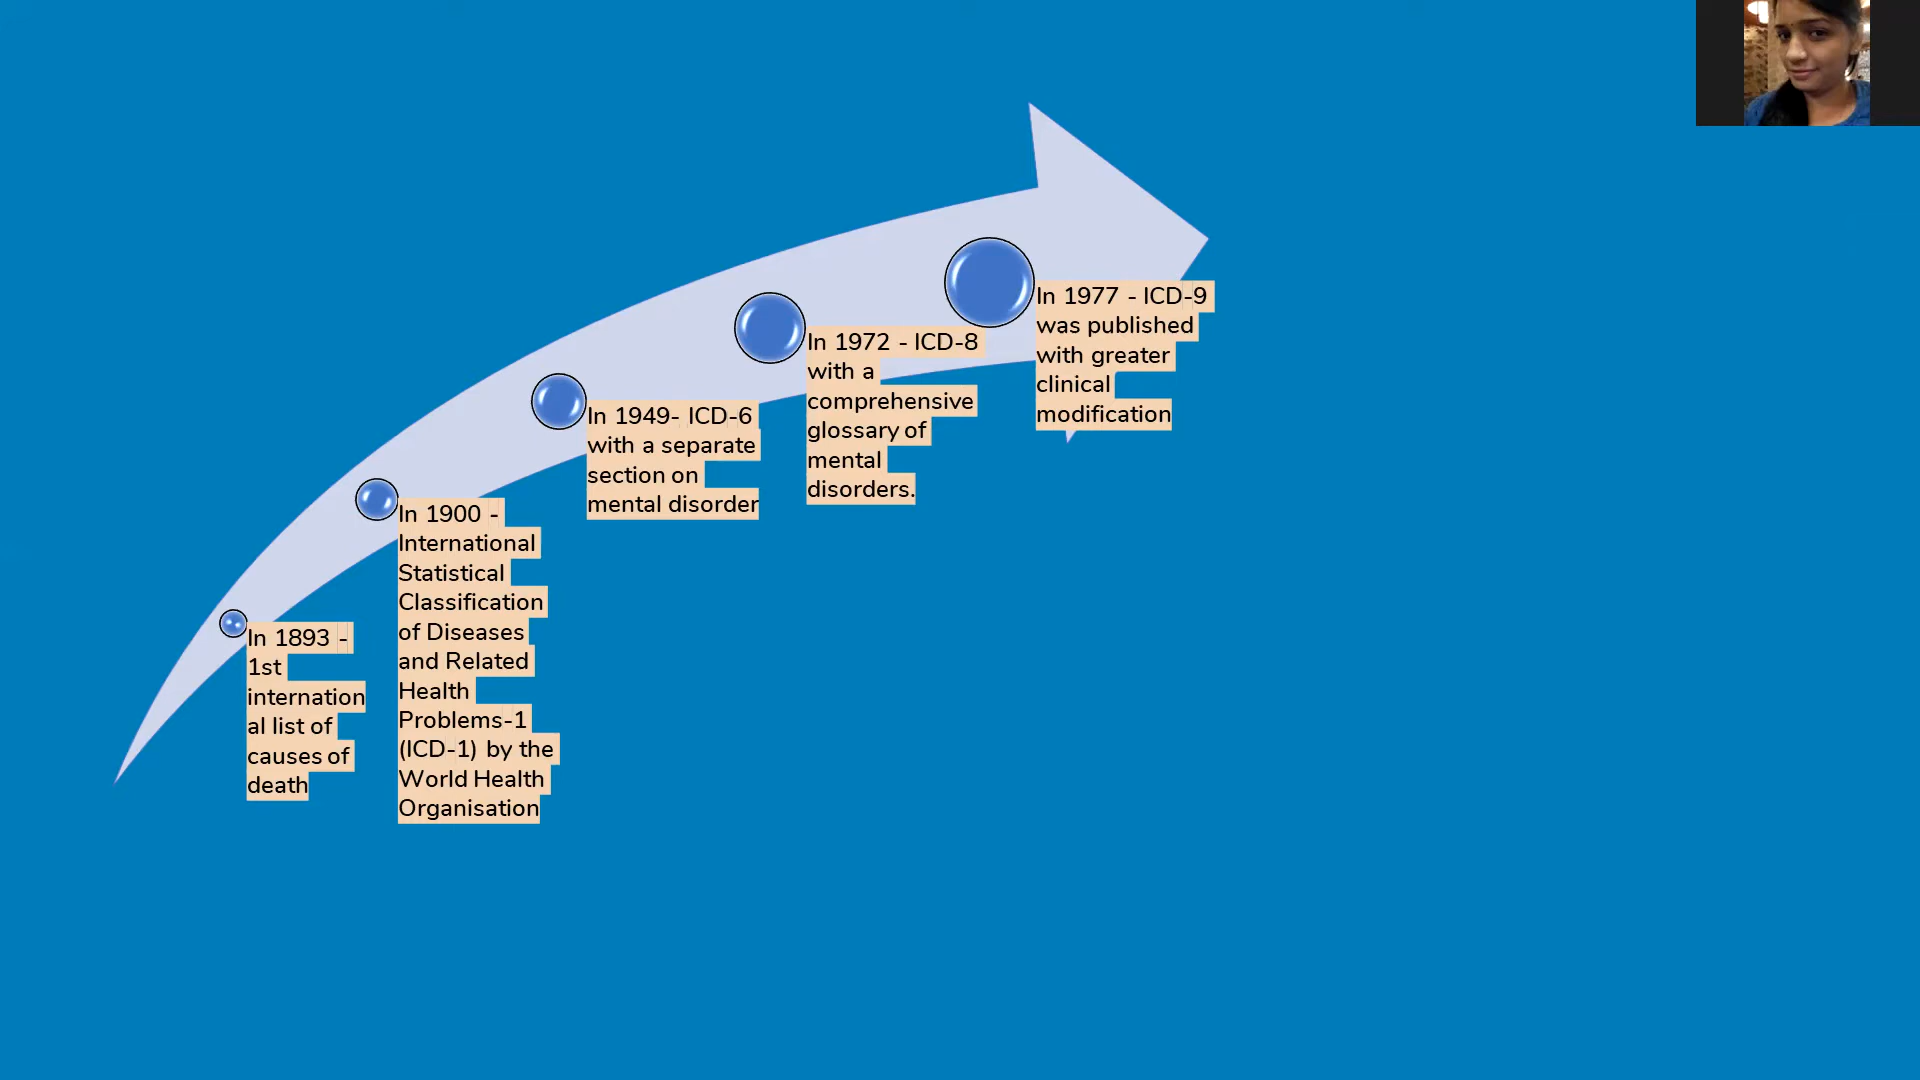 In 1893 -
1st
internation
al list of
causes of
death
In 1900 -
International
Statistical
Classification
of Diseases
and Related
Health
Problems-1
(ICD-1) by the
World Health
Organisation
In 1949- ICD-6
with a separate
section on
mental disorder
In 1972 - ICD-8
with a
comprehensive
glossary of
mental
disorders.
In 1977 - ICD-9
was published
with greater
clinical
modification